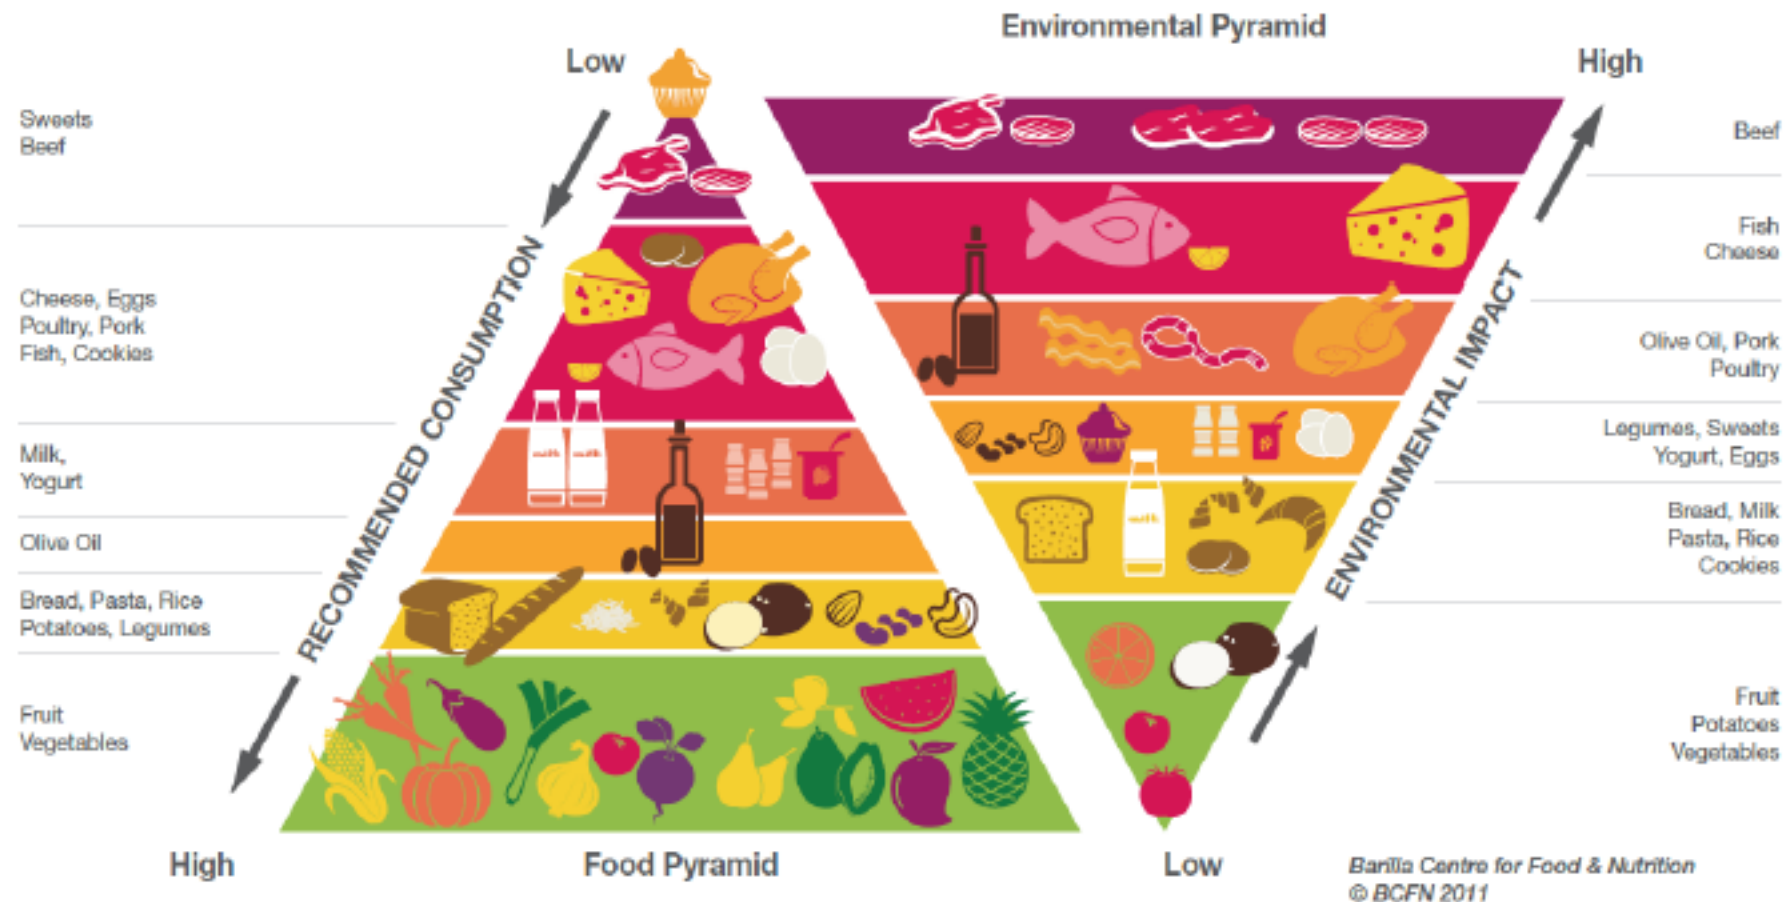 Environmental Pyramid
Low
High
Sweets
Beef
Beef
Fish
Cheese
Cheese, Eggs
Poultry, Pork
Fish, Cookies
Olive Oil, Pork
Poultry
Milk,
Yogurt
Legumes, Sweets
Yogurt, Eggs
Olive Oil
Bread, Milk
Pasta, Rice
Cookies
Bread, Pasta, Rice
Potatoes, Legumes
Fruit
Vegetables
Fruit
Potatoes
Vegetables
RECOMMENDED CONSUMPTION
ENVIRONMENTAL IMPACT
High
Food Pyramid
Low
Barilla Centre for Food & Nutrition
© BCFN 2011